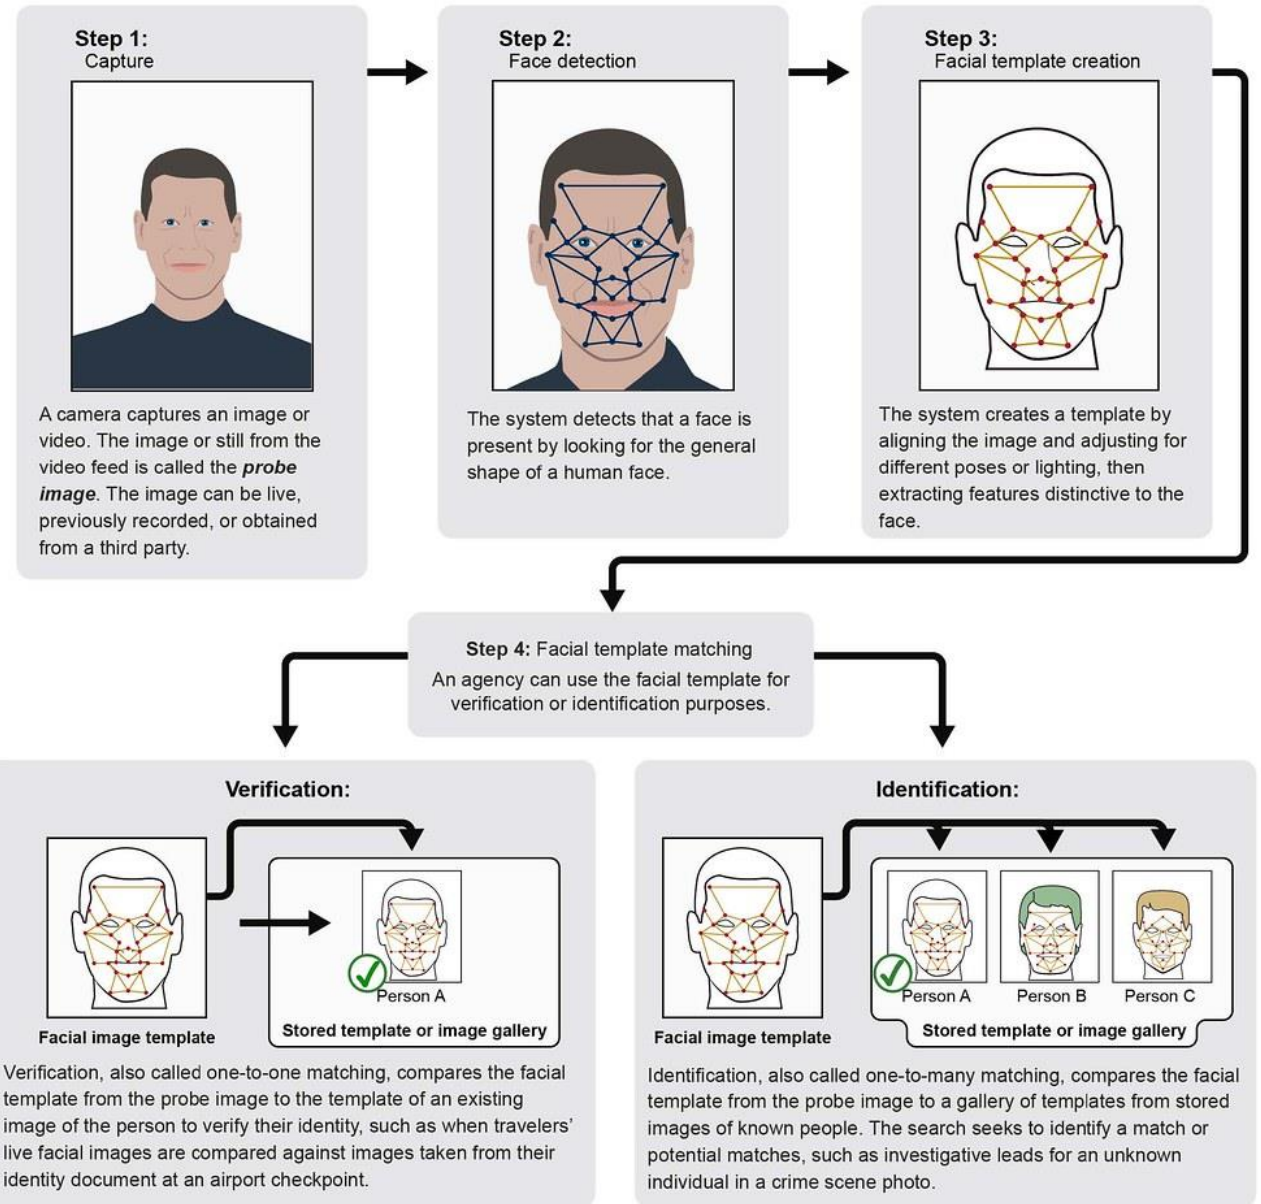 Step 1:
Capture
A camera captures an image or
video. The image or still from the
video feed is called the probe
image. The image can be live,
previously recorded, or obtained
from a third party.
Step 2:
Face detection
The system detects that a face is
present by looking for the general
shape of a human face.
Step 3:
Facial template creation
The system creates a template by
aligning the image and adjusting for
different poses or lighting, then
extracting features distinctive to the
face.
Step 4: Facial template matching
An agency can use the facial template for
verification or identification purposes.
Verification:
Person A
Facial image template
Stored template or image gallery
Verification, also called one-to-one matching, compares the facial
template from the probe image to the template of an existing
image of the person to verify their identity, such as when travelers’
live facial images are compared against images taken from their
identity document at an airport checkpoint.
Identification:
Person A
Person B
Person C
Facial image template
Stored template or image gallery
Identification, also called one-to-many matching, compares the facial
template from the probe image to a gallery of templates from stored
images of known people. The search seeks to identify a match or
potential matches, such as investigative leads for an unknown
individual in a crime scene photo.